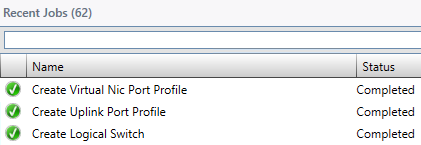 Recent Jobs (62)
Name Status
Create Virtual Nic Port Profile Completed
Create Uplink Port Profile Completed
Create Logical Switch Completed